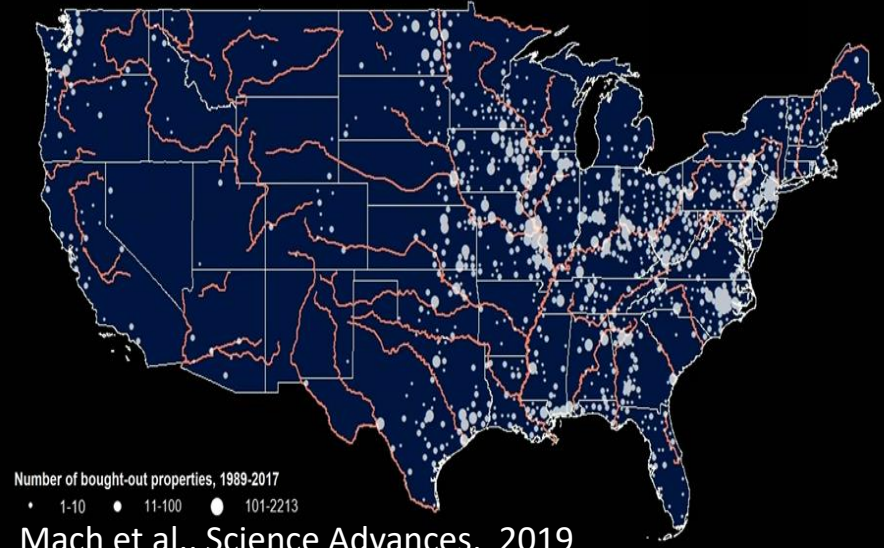 Number of bought-out properties, 1989-2017
1-10 11-100 101-2213
Mach et al., Science Advances, 2019